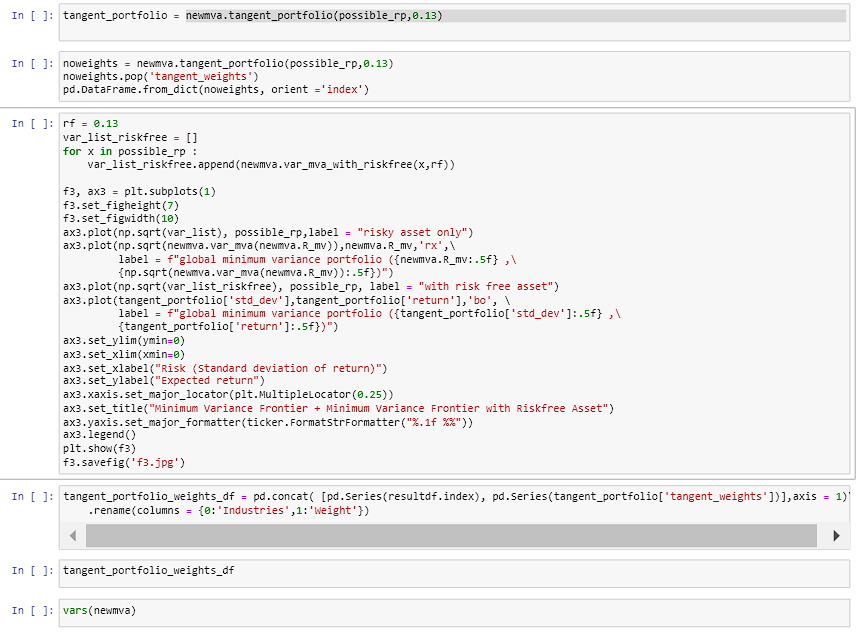 In [ ]: tangent_portfolio = newmva.tangent_portfolio(possible_rp,0.13)
In [ ]: noweights = newmva.tangent_portfolio(possible_rp,0.13)
noweights.pop('tangent_weights')
pd.DataFrame.from_dict(noweights, orient ='index')
In [ ]: rf = 0.13
var_list_riskfree = []
for x in possible_rp :
    var_list_riskfree.append(newmva.var_mva_with_riskfree(x,rf))
f3, ax3 = plt.subplots(1)
f3.set_figheight(7)
f3.set_figwidth(10)
ax3.plot(np.sqrt(var_list), possible_rp,label = "risky asset only")
ax3.plot(np.sqrt(newmva.var_mva(newmva.R_mv)),newmva.R_mv,'rx',\
         label = f"global minimum variance portfolio ({newmva.R_mv:.5f} ,\
         {np.sqrt(newmva.var_mva(newmva.R_mv)):.5f})")
ax3.plot(np.sqrt(var_list_riskfree), possible_rp, label = "with risk free asset")
ax3.plot(tangent_portfolio['std_dev'],tangent_portfolio['return'],'bo', \
         label = f"global minimum variance portfolio ({tangent_portfolio['std_dev']:.5f} ,\
         {tangent_portfolio['return']:.5f})")
ax3.set_ylim(ymin=0)
ax3.set_xlim(xmin=0)
ax3.set_xlabel("Risk (Standard deviation of return)")
ax3.set_ylabel("Expected return")
ax3.xaxis.set_major_locator(plt.MultipleLocator(0.25))
ax3.set_title("Minimum Variance Frontier + Minimum Variance Frontier with Riskfree Asset")
ax3.yaxis.set_major_formatter(ticker.FormatStrFormatter("%.1f %%"))
ax3.legend()
plt.show(f3)
f3.savefig('f3.jpg')
In [ ]: tangent_portfolio_weights_df = pd.concat( [pd.Series(resultdf.index), pd.Series(tangent_portfolio['tangent_weights'])],axis = 1)\
    .rename(columns = {0:'Industries',1:'Weight'})
In [ ]: tangent_portfolio_weights_df
In [ ]: vars(newmva)